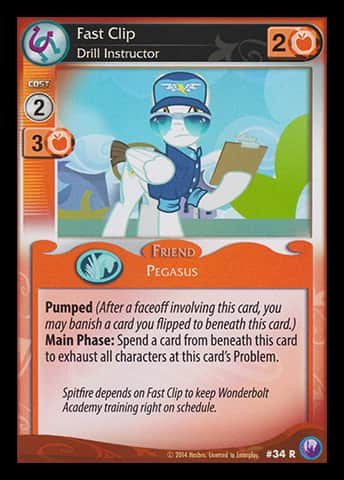 Fast Clip
Drill Instructor
2
COST
2
3
FRIEND
PEGASUS
Pumped (After a faceoff involving this card, you
may banish a card you flipped to beneath this card.)
Main Phase: Spend a card from beneath this card
to exhaust all characters at this card's Problem.
Spitfire depends on Fast Clip to keep Wonderbolt
Academy training right on schedule.
© 2014 Hasbro. Licensed to Enterplay.
#34 R